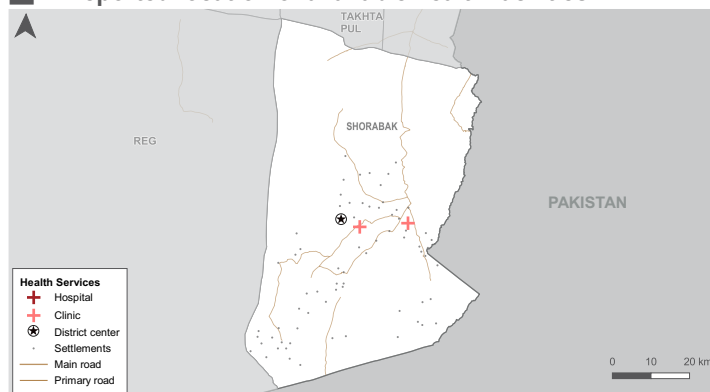 TAKHTA
PUL
SHORABAK
REG
PAKISTAN
Health Services
Hospital
Clinic
District center
Settlements
Main road
Primary road
0 10 20 km